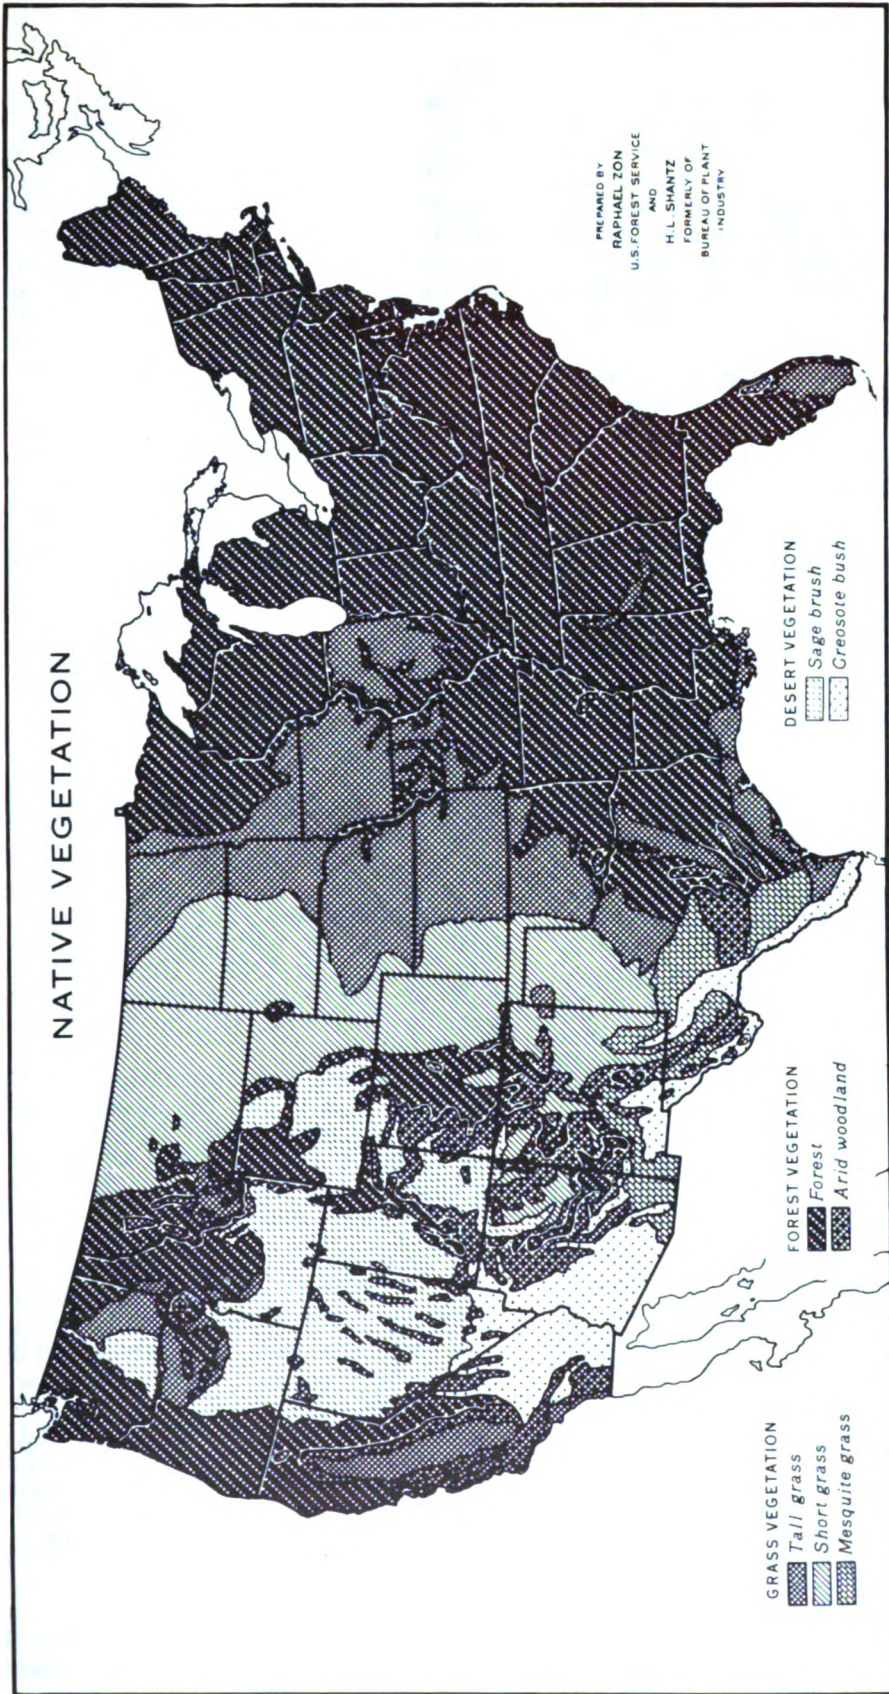 NATIVE VEGETATION
PREPARED BY
RAPHAEL ZON
U.S. FOREST SERVICE
AND
H.L. SHANTZ
FORMERLY OF
BUREAU OF PLANT
INDUSTRY
GRASS VEGETATION
Tall grass
Short grass
Mesquite grass
FOREST VEGETATION
Forest
Arid woodland
DESERT VEGETATION
Sage brush
Creosote bush